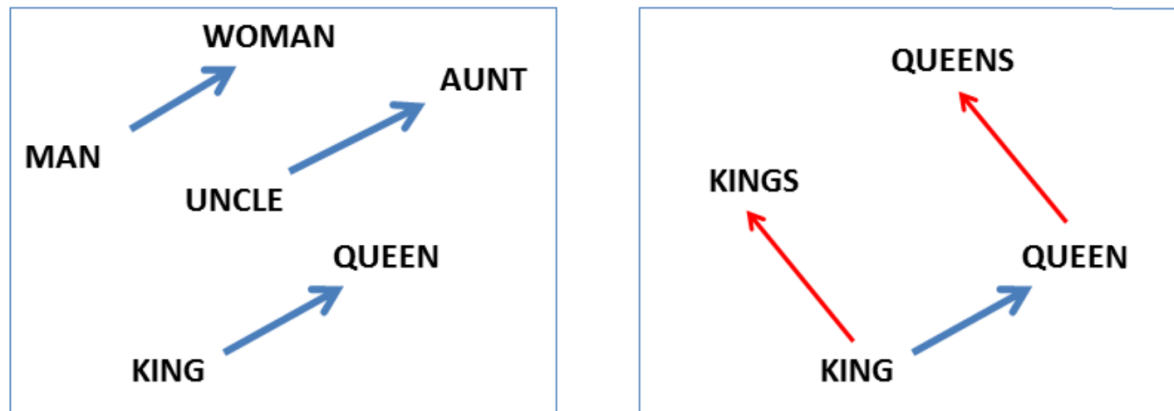 WOMAN
AUNT
MAN
UNCLE
QUEEN
KING
QUEENS
KINGS
QUEEN
KING